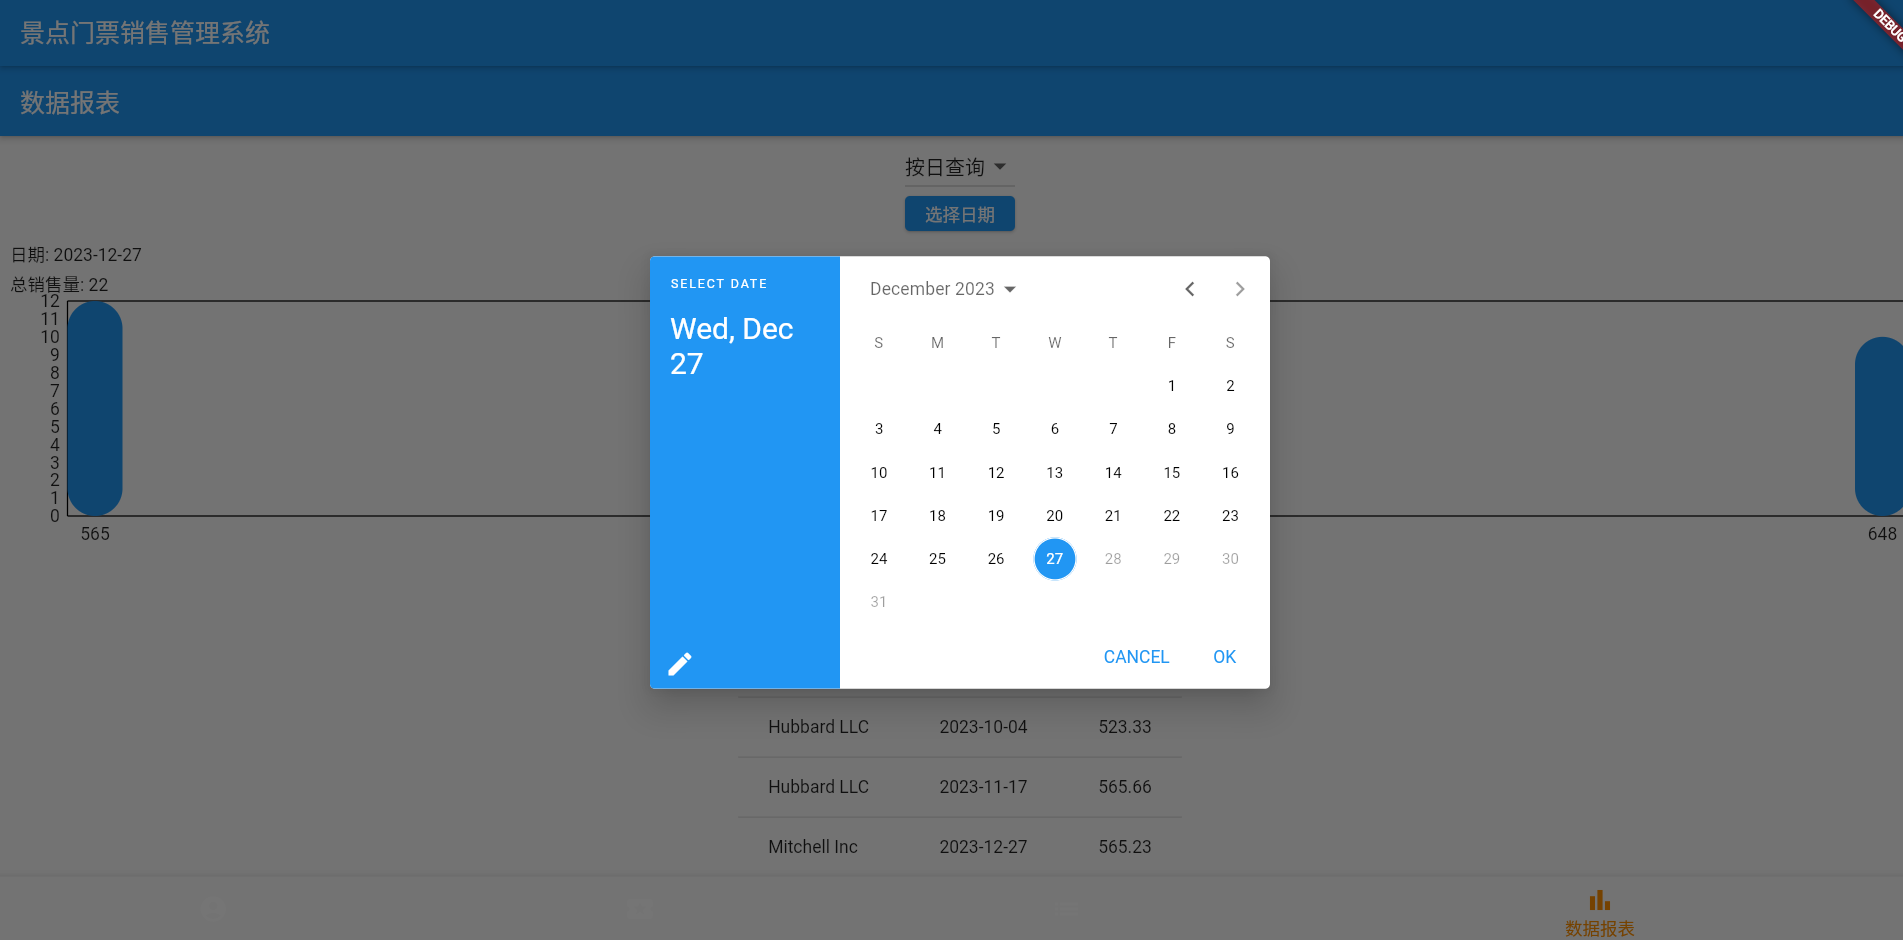 景点门票销售管理系统
DEBUG
数据报表
按日查询
选择日期
日期: 2023-12-27
总销售量: 22
12
11
10
9
8
7
6
5
4
3
2
1
0
565
648
SELECT DATE
Wed, Dec
27
December 2023
S M T W T F S
1 2
3 4 5 6 7 8 9
10 11 12 13 14 15 16
17 18 19 20 21 22 23
24 25 26 27 28 29 30
31
CANCEL OK
Hubbard LLC 2023-10-04 523.33
Hubbard LLC 2023-11-17 565.66
Mitchell Inc 2023-12-27 565.23
数据报表